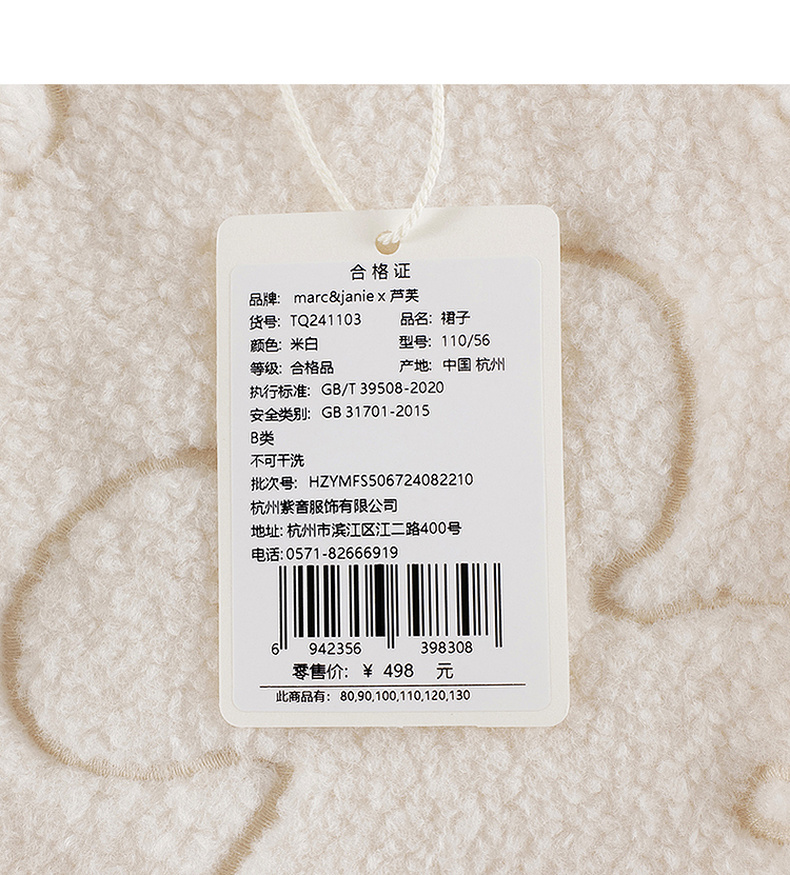 合格证
品牌: marc&janie x 芦芙
货号: TQ241103 品名: 裙子
颜色: 米白 型号: 110/56
等级: 合格品 产地: 中国 杭州
执行标准: GB/T 39508-2020
安全类别: GB 31701-2015
B类
不可干洗
批次号: HZYMFS506724082210
杭州紫音服饰有限公司
地址: 杭州市滨江区江二路400号
电话: 0571-82666919
6 942356 398308
零售价: ¥ 498 元
此商品有: 80,90,100,110,120,130